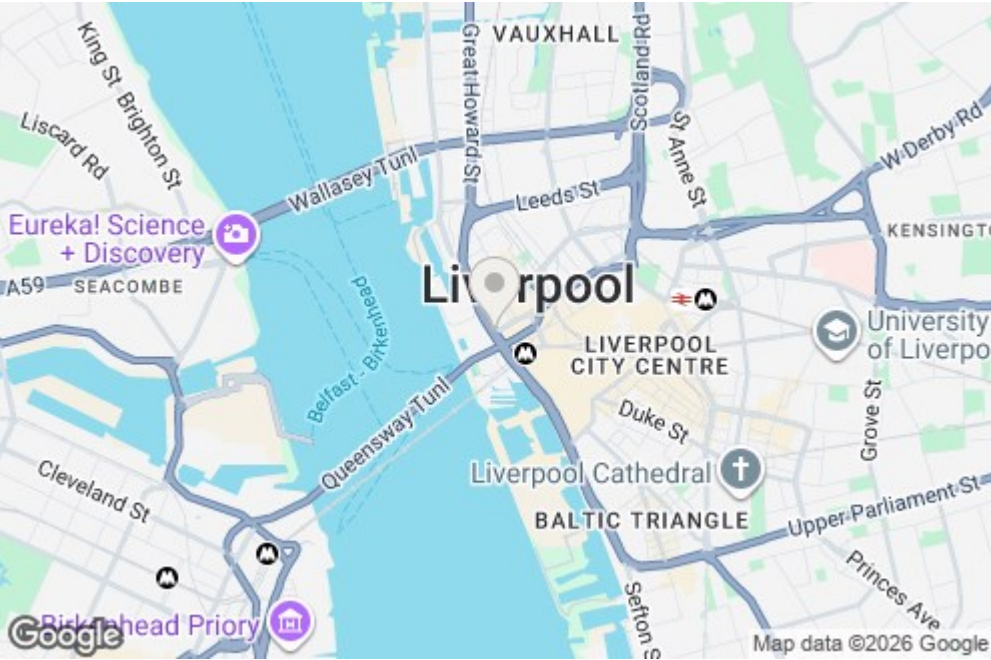 VAUXHALL
King St
Brighton St
Great Howard St
Scotland Rd
St Anne St
W Derby Rd
Liscard Rd
Wallasey Tunl
Leeds St
Eureka! Science
+ Discovery
KENSINGTO
A59
SEACOMBE
Belfast - Birkenhead
Liv rpool
LIVERPOOL
CITY CENTRE
University
of Liverpo
Queensway Tunl
Duke St
Grove St
Liverpool Cathedral
Cleveland St
BALTIC TRIANGLE
Upper Parliament St
Princes Ave
Sefton S
Birkenhead Priory
Google
Map data ©2026 Google